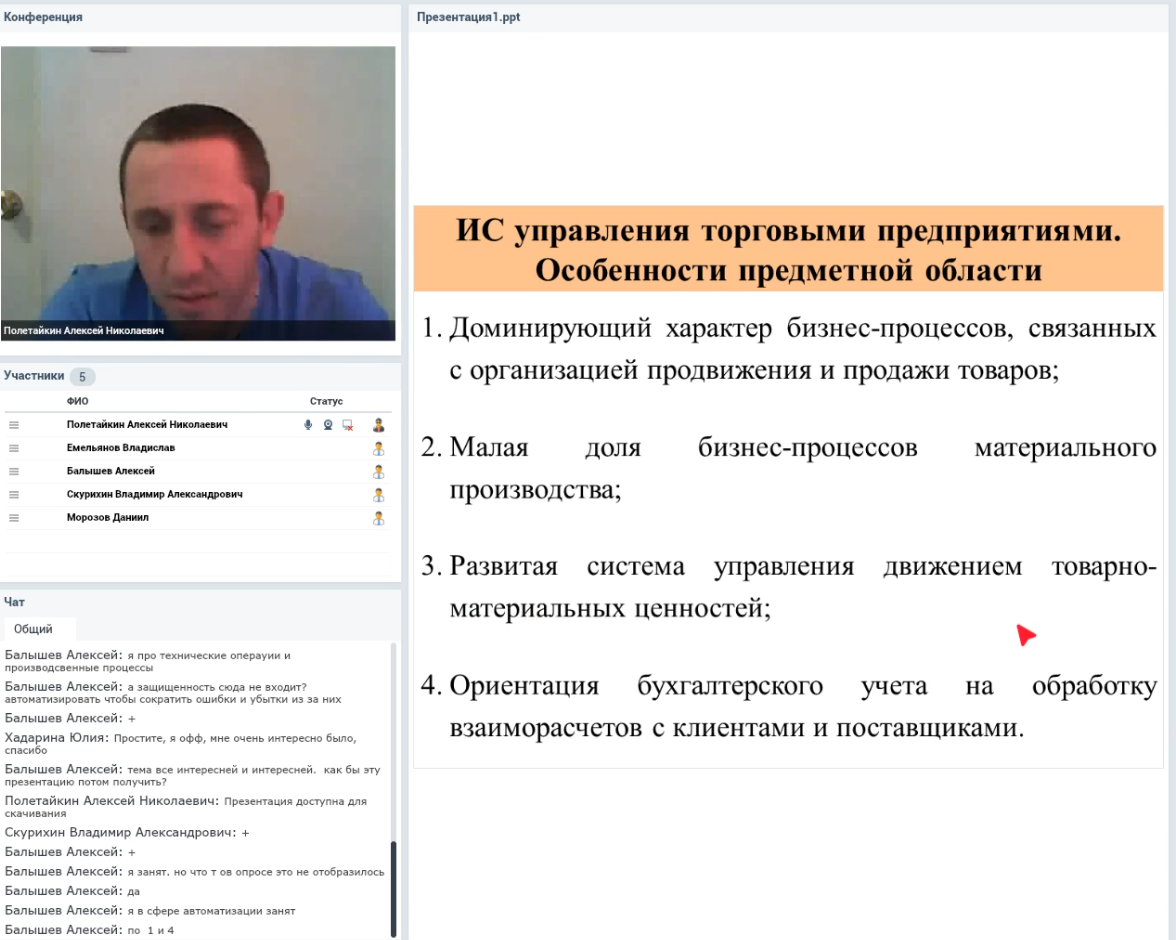 Конференция
Полетайкин Алексей Николаевич
Участники 5
ФИО Статус
Полетайкин Алексей Николаевич
Емельянов Владислав
Балышев Алексей
Скурихин Владимир Александрович
Морозов Даниил
Чат
Общий
Балышев Алексей: я про технические операуии и
производсвенные процессы
Балышев Алексей: а защищенность сюда не входит?
автоматизировать чтобы сократить ошибки и убытки из за них
Балышев Алексей: +
Хадарина Юлия: Простите, я офф, мне очень интересно было,
спасибо
Балышев Алексей: тема все интересней и интересней. как бы эту
презентацию потом получить?
Полетайкин Алексей Николаевич: Презентация доступна для
скачивания
Скурихин Владимир Александрович: +
Балышев Алексей: +
Балышев Алексей: я занят. но что т ов опросе это не отобразилось
Балышев Алексей: да
Балышев Алексей: я в сфере автоматизации занят
Балышев Алексей: по 1 и 4
Презентация1.ppt
ИС управления торговыми предприятиями.
Особенности предметной области
1. Доминирующий характер бизнес-процессов, связанных
с организацией продвижения и продажи товаров;
2. Малая доля бизнес-процессов материального
производства;
3. Развитая система управления движением товарно-
материальных ценностей;
4. Ориентация бухгалтерского учета на обработку
взаиморасчетов с клиентами и поставщиками.